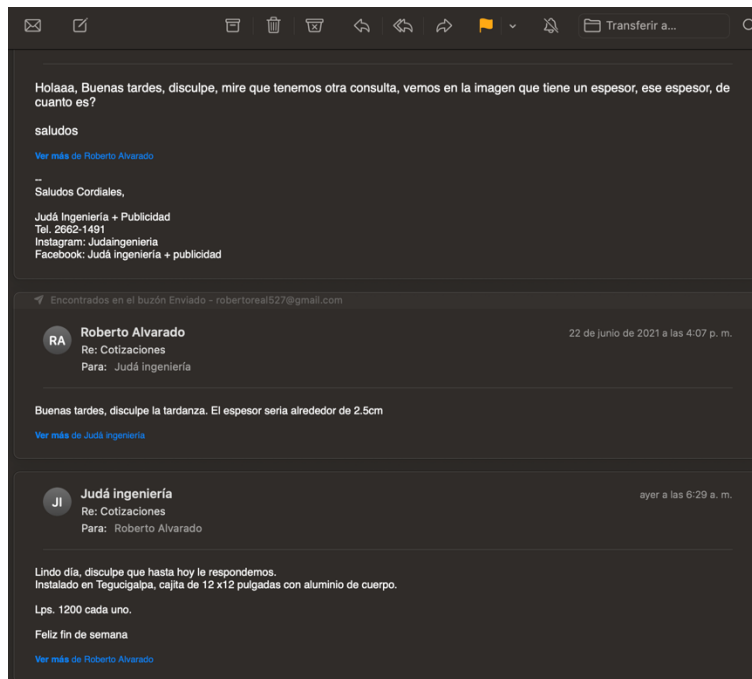 Transferir a...
Holaaa, Buenas tardes, disculpe, mire que tenemos otra consulta, vemos en la imagen que tiene un espesor, ese espesor, de
cuanto es?
saludos
Ver más de Roberto Alvarado
--
Saludos Cordiales,
Judá Ingeniería + Publicidad
Tel. 2662-1491
Instagram: Judaingenieria
Facebook: Judá ingeniería + publicidad
Encontrados en el buzón Enviado - robertoreal527@gmail.com
RA
Roberto Alvarado
22 de junio de 2021 a las 4:07 p. m.
Re: Cotizaciones
Para: Judá ingeniería
Buenas tardes, disculpe la tardanza. El espesor seria alrededor de 2.5cm
Ver más de Judá ingeniería
JI
Judá ingeniería
ayer a las 6:29 a. m.
Re: Cotizaciones
Para: Roberto Alvarado
Lindo día, disculpe que hasta hoy le respondemos.
Instalado en Tegucigalpa, cajita de 12 x12 pulgadas con aluminio de cuerpo.
Lps. 1200 cada uno.
Feliz fin de semana
Ver más de Roberto Alvarado